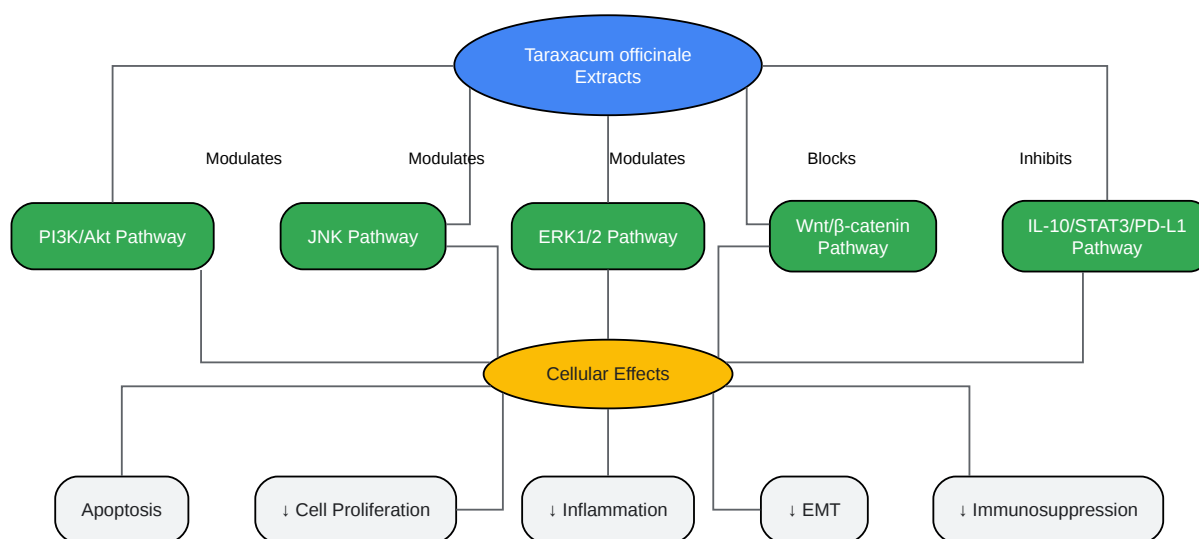 Taraxacum officinale
Extracts
Modulates
Modulates
Modulates
Blocks
Inhibits
PI3K/Akt Pathway
JNK Pathway
ERK1/2 Pathway
Wnt/β-catenin
Pathway
IL-10/STAT3/PD-L1
Pathway
Cellular Effects
Apoptosis
↓ Cell Proliferation
↓ Inflammation
↓ EMT
↓ Immunosuppression